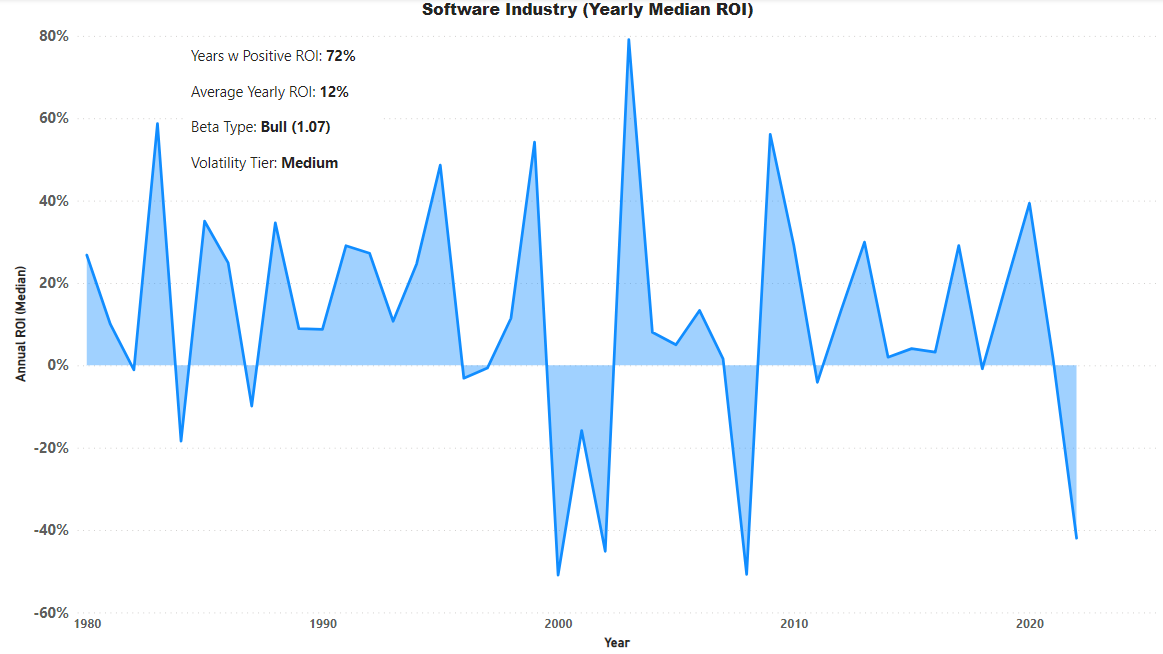 Software Industry (Yearly Median ROI)
80%
Years w Positive ROI: 72%
Average Yearly ROI: 12%
60%
Beta Type: Bull (1.07)
Volatility Tier: Medium
40%
20%
Annual ROI (Median)
0%
-20%
-40%
-60%
1980 1990 2000 2010 2020
Year